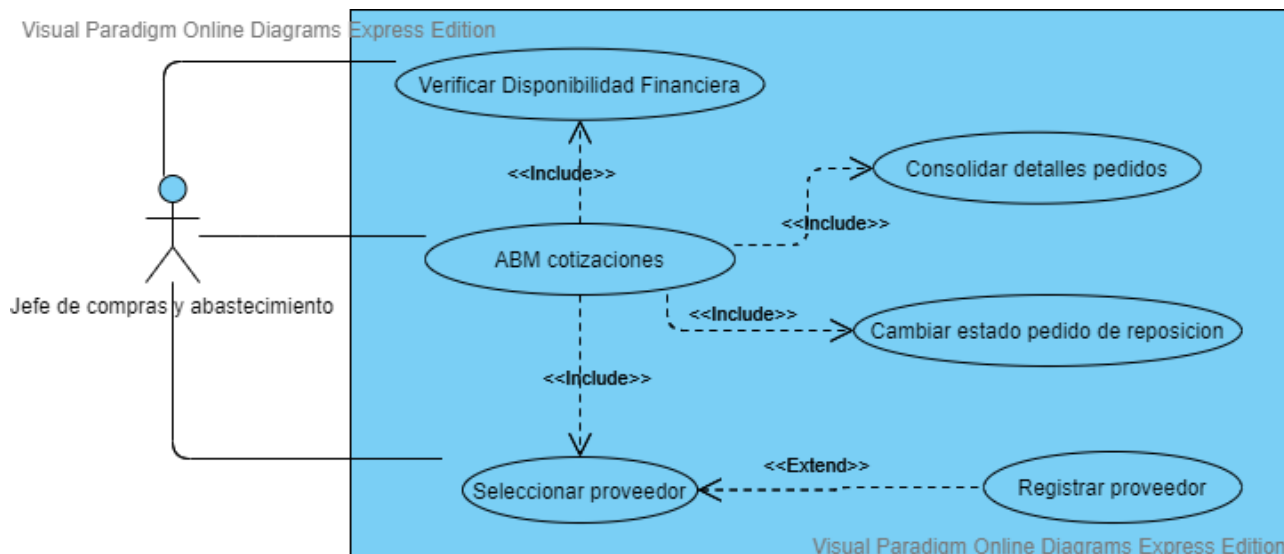 Visual Paradigm Online Diagrams Express Edition
Verificar Disponibilidad Financiera
<<Include>>
Consolidar detalles pedidos
<<Include>>
ABM cotizaciones
Jefe de compras y abastecimiento
<<Include>>
Cambiar estado pedido de reposicion
<<Include>>
<<Extend>>
Seleccionar proveedor
Registrar proveedor
Visual Paradigm Online Diagrams Express Edition